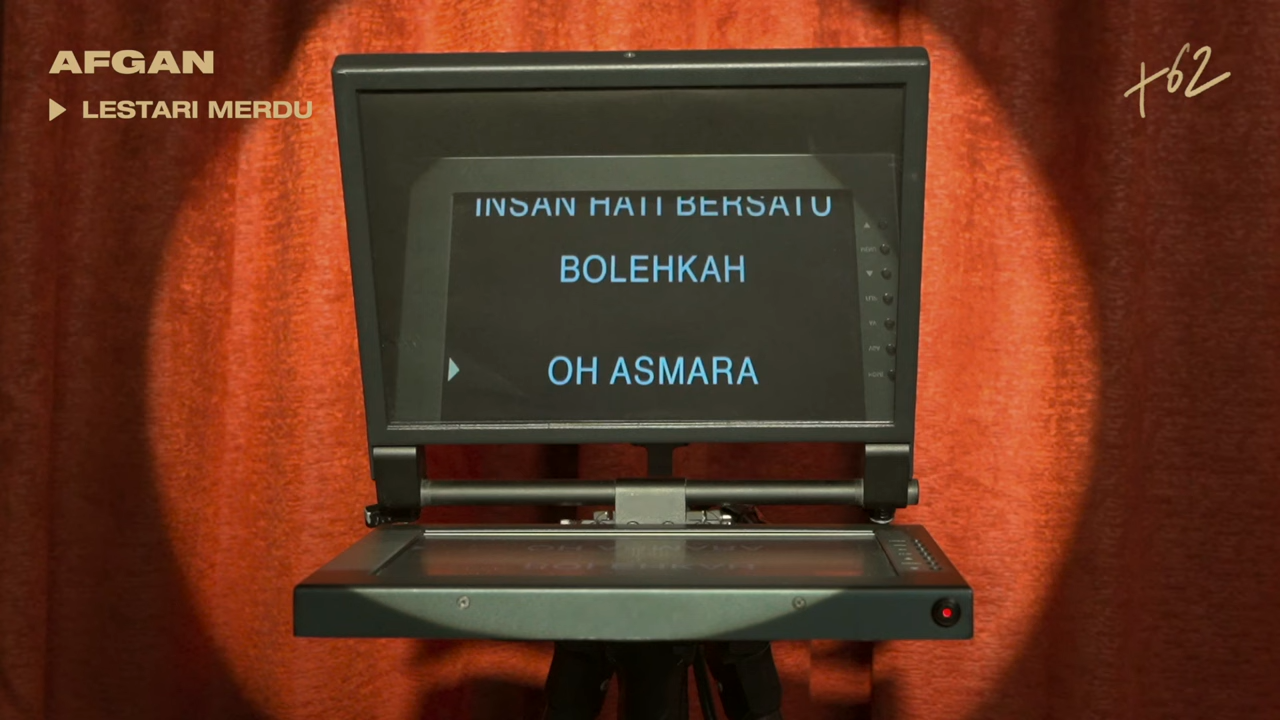 AFGAN
LESTARI MERDU
+62
INSAN HATI BERSATU
BOLEHKAH
OH ASMARA